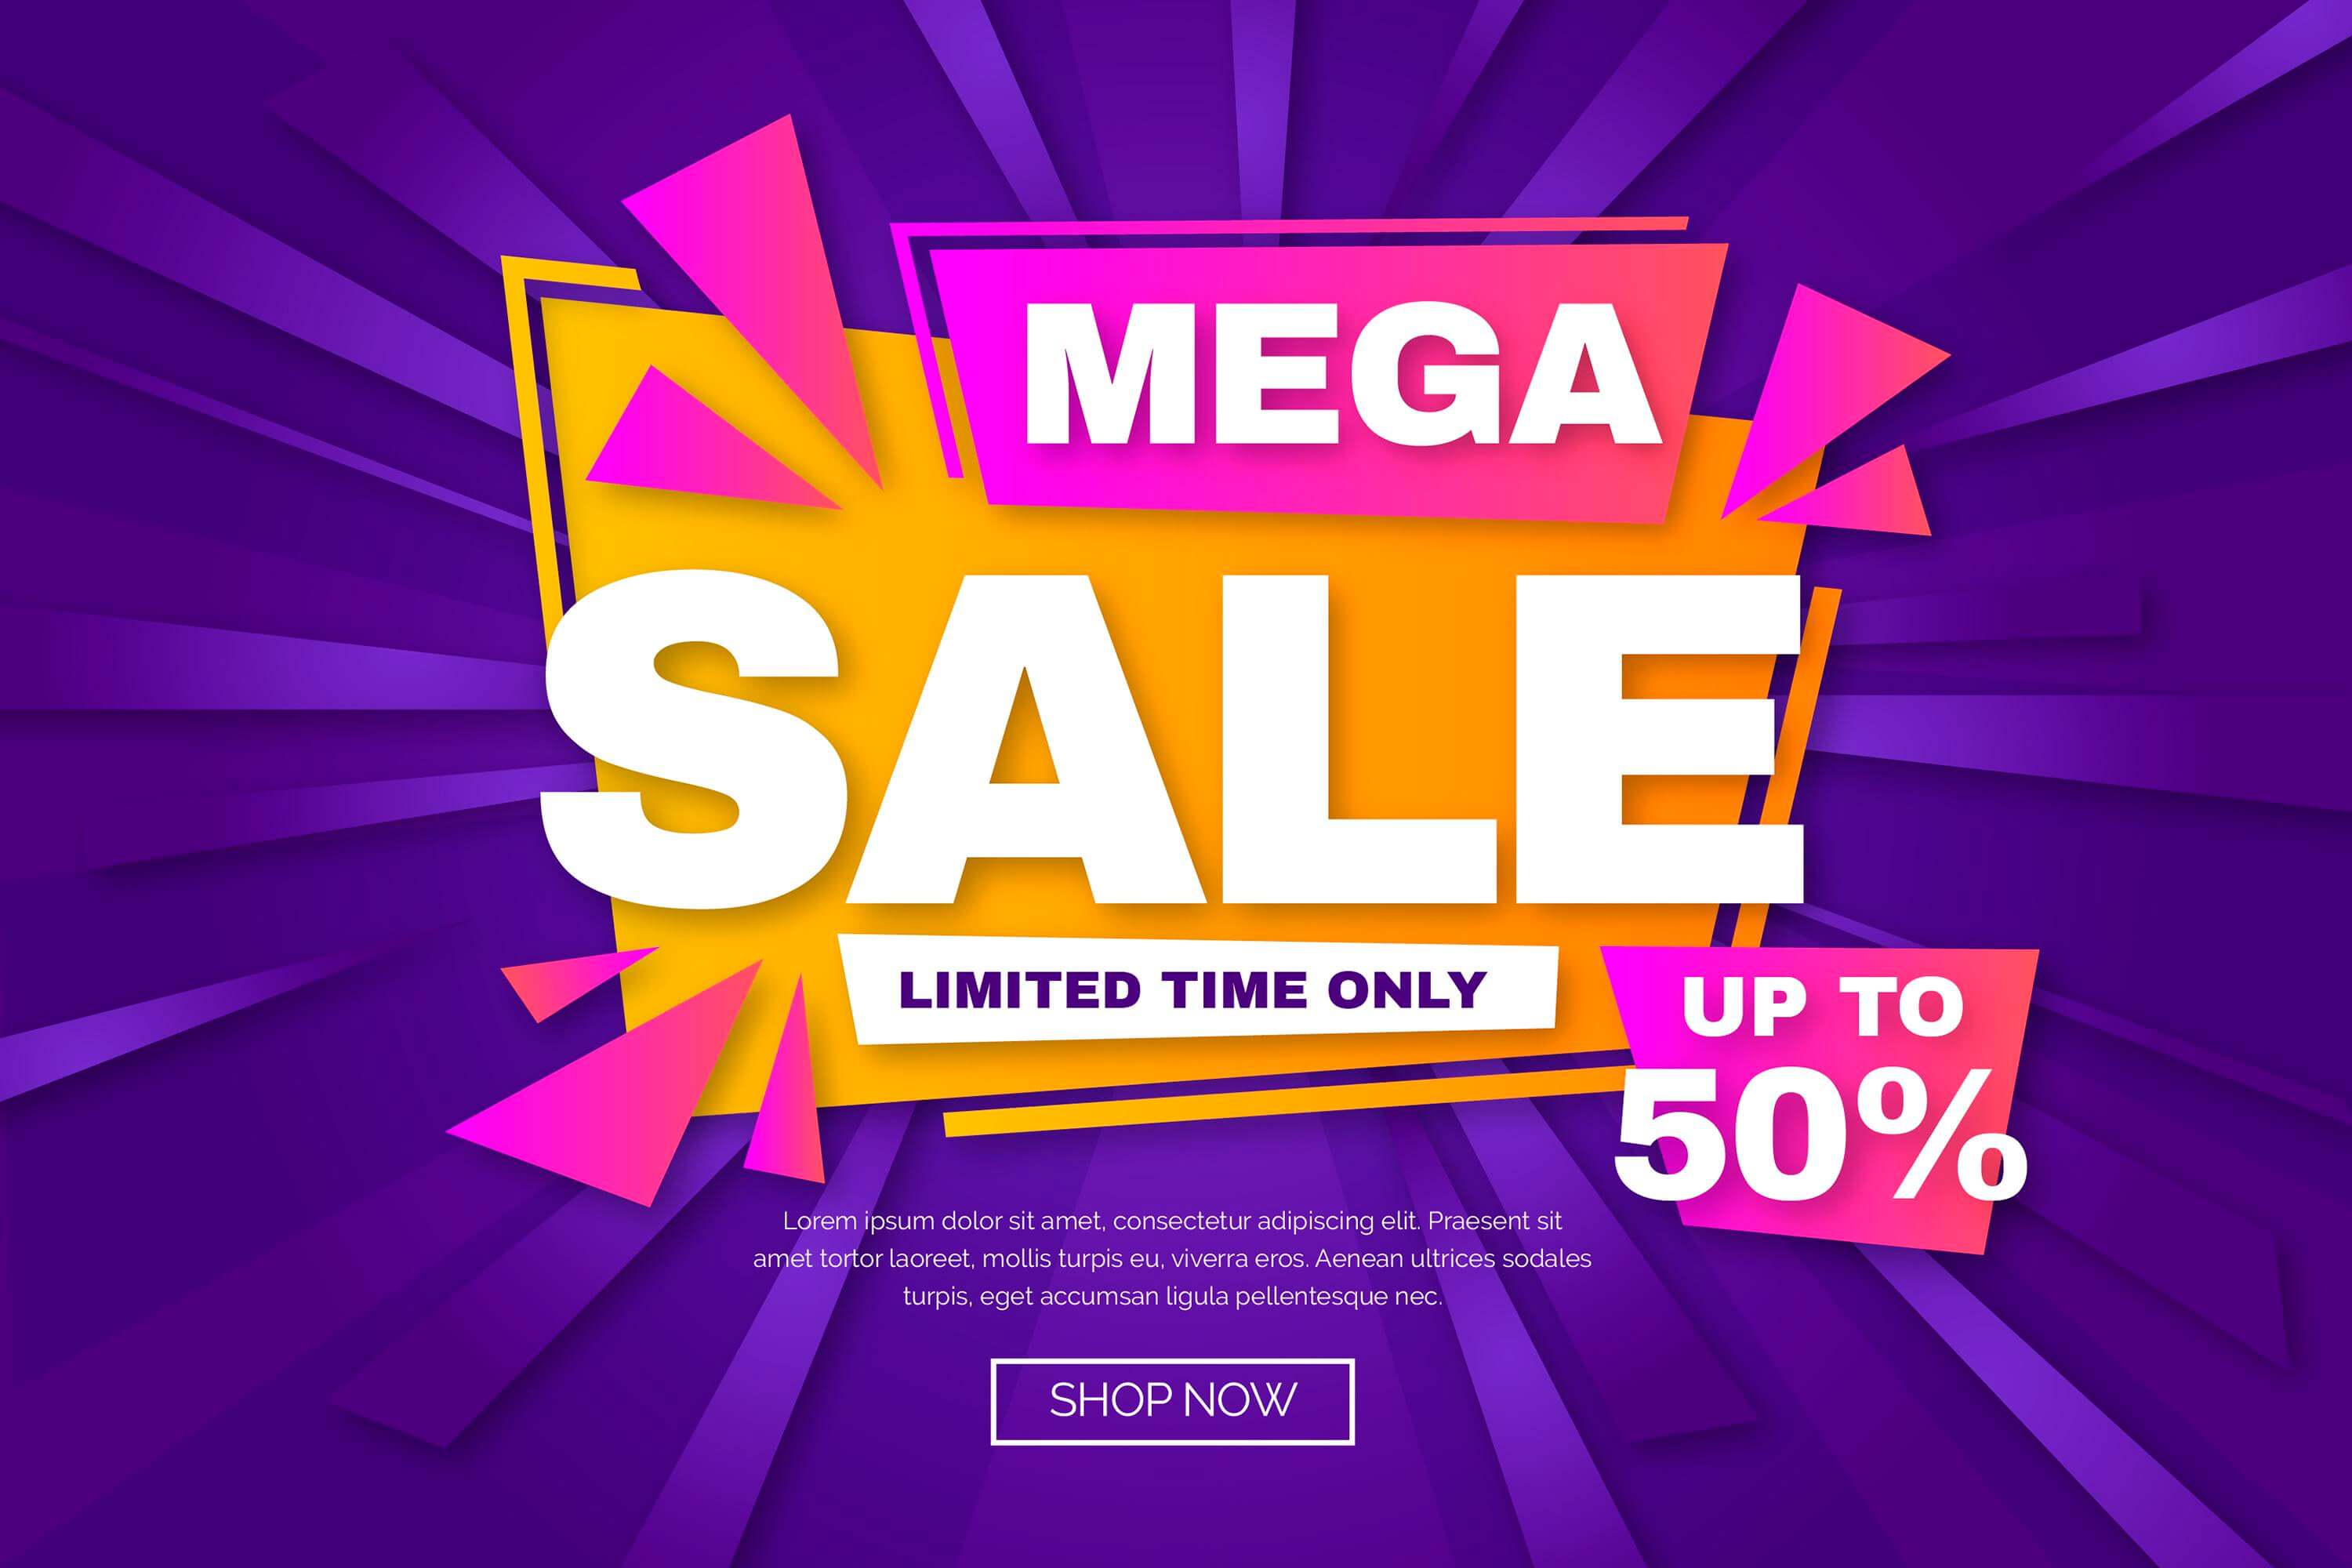 MEGA
SALE
LIMITED TIME ONLY
UP TO
50%
Lorem ipsum dolor sit amet, consectetur adipiscing elit. Praesent sit
amet tortor laoreet, mollis turpis eu, viverra eros. Aenean ultrices sodales
turpis, eget accumsan ligula pellentesque nec.
SHOP NOW